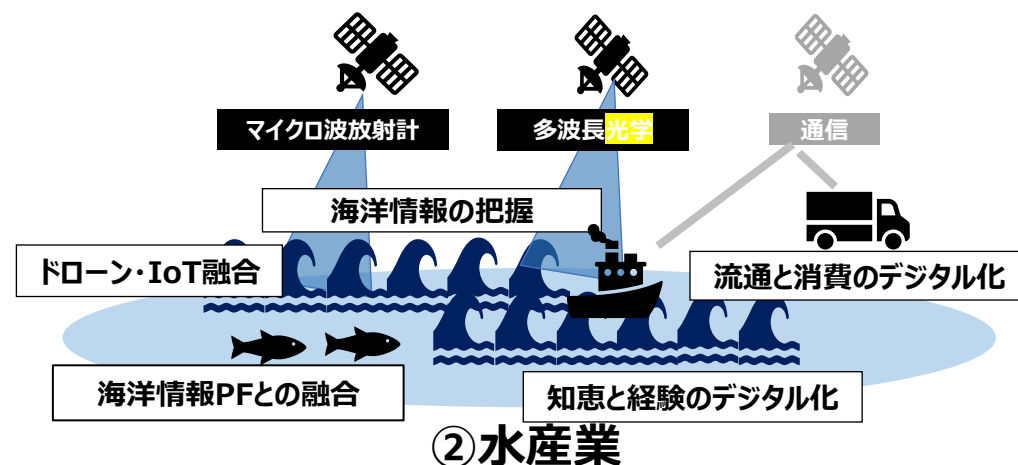 マイクロ波放射計
多波長光学
通信
海洋情報の把握
ドローン・IoT融合
流通と消費のデジタル化
海洋情報PFとの融合
知恵と経験のデジタル化
②水産業